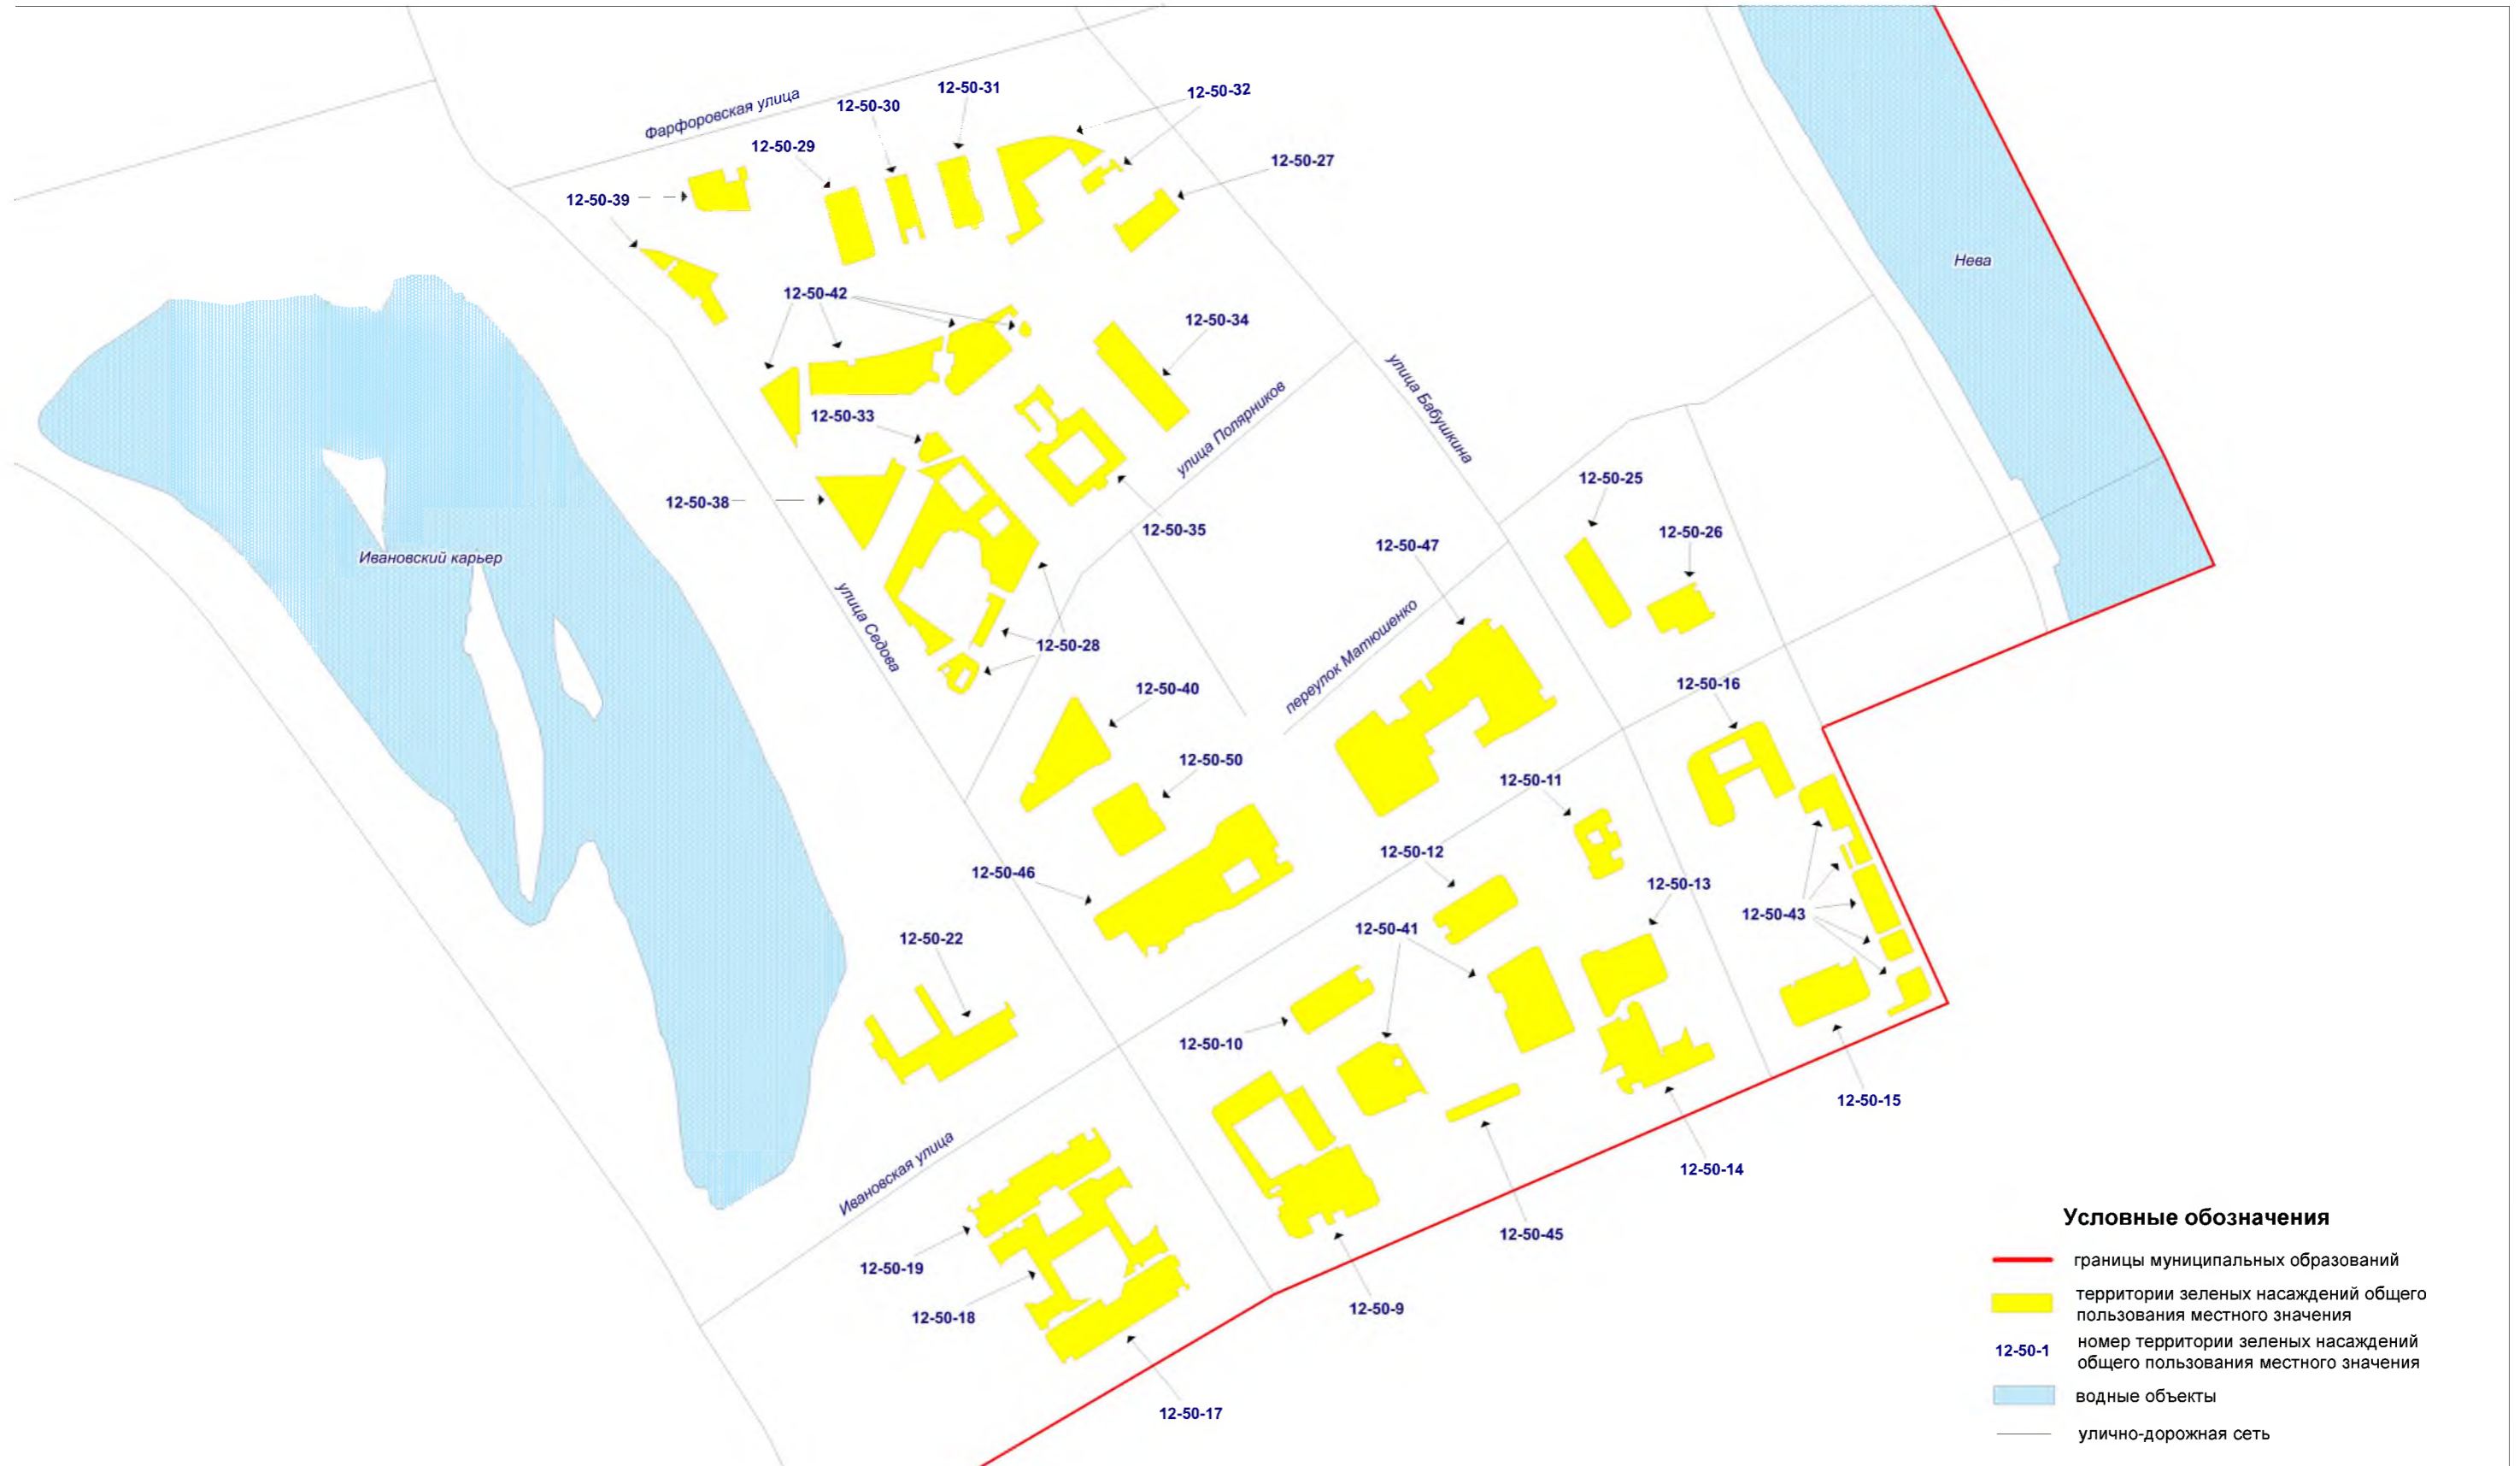 12-50-31
12-50-32
Фарфоровская улица
12-50-30
12-50-29
12-50-27
12-50-39
Нева
12-50-42
12-50-34
улица Бабушкина
12-50-33
улица Полярников
12-50-25
12-50-38
12-50-35
12-50-26
12-50-47
Ивановский карьер
улица Седова
12-50-28
переулок Матюшенко
12-50-16
12-50-40
12-50-50
12-50-11
12-50-12
12-50-46
12-50-13
12-50-43
12-50-41
12-50-22
12-50-10
12-50-15
Ивановская улица
12-50-14
12-50-45
12-50-19
12-50-9
12-50-18
12-50-17
Условные обозначения
границы муниципальных образований
территории зеленых насаждений общего
пользования местного значения
12-50-1
номер территории зеленых насаждений
общего пользования местного значения
водные объекты
улично-дорожная сеть